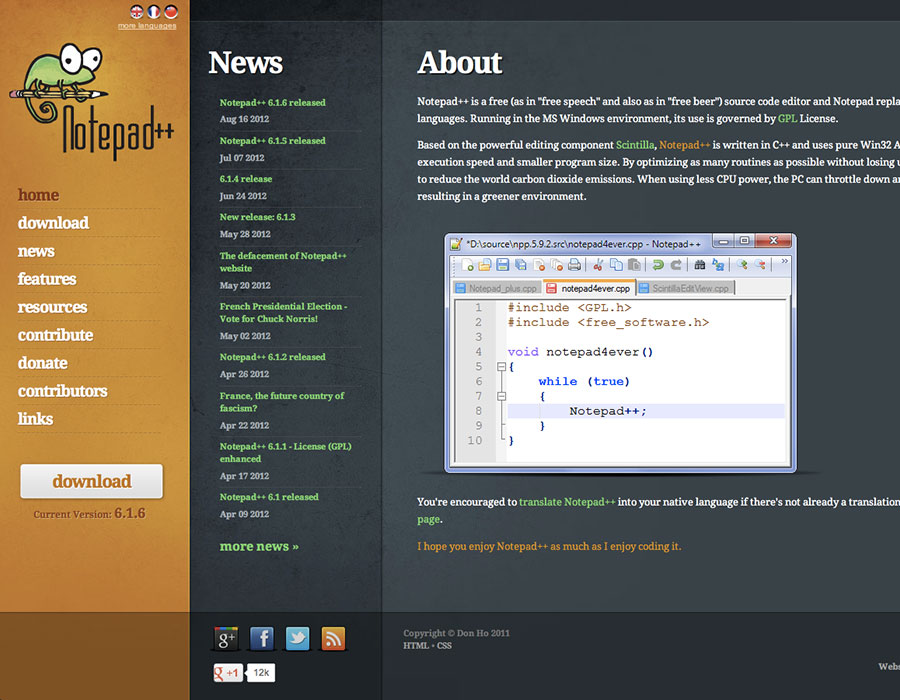 more languages
Notepad++
home
download
news
features
resources
contribute
donate
contributors
links
download
Current Version: 6.1.6
News
Notepad++ 6.1.6 released
Aug 16 2012
Notepad++ 6.1.5 released
Jul 07 2012
6.1.4 release
Jun 24 2012
New release: 6.1.3
May 28 2012
The defacement of Notepad++
website
May 20 2012
French Presidential Election -
Vote for Chuck Norris!
May 02 2012
Notepad++ 6.1.2 released
Apr 26 2012
France, the future country of
fascism?
Apr 22 2012
Notepad++ 6.1.1 - License (GPL)
enhanced
Apr 17 2012
Notepad++ 6.1 released
Apr 09 2012
more news »
About
Notepad++ is a free (as in "free speech" and also as in "free beer") source code editor and Notepad repla
languages. Running in the MS Windows environment, its use is governed by GPL License.
Based on the powerful editing component Scintilla, Notepad++ is written in C++ and uses pure Win32 A
execution speed and smaller program size. By optimizing as many routines as possible without losing u
to reduce the world carbon dioxide emissions. When using less CPU power, the PC can throttle down an
resulting in a greener environment.
*D:\source\npp.5.9.2.src\notepad4ever.cpp - Notepad++
Notepad_plus.cpp notepad4ever.cpp ScintillaEditView.cpp
1 #include <GPL.h>
2 #include <free_software.h>
3
4 void notepad4ever()
5 {
6 while (true)
7 {
8 Notepad++;
9 }
10 }
You're encouraged to translate Notepad++ into your native language if there's not already a translation
page.
I hope you enjoy Notepad++ as much as I enjoy coding it.
g+ f
g +1 12k
Copyright © Don Ho 2011
HTML - CSS
Webs